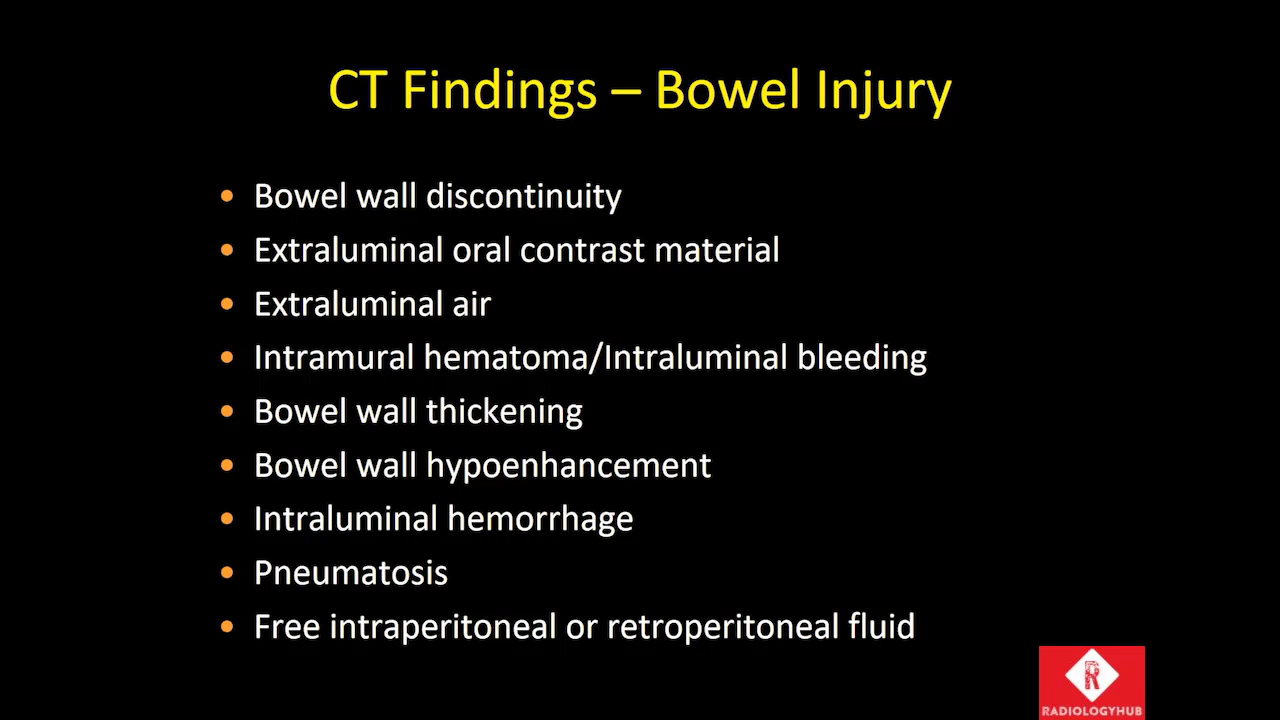 CT Findings – Bowel Injury
• Bowel wall discontinuity
• Extraluminal oral contrast material
• Extraluminal air
• Intramural hematoma/Intraluminal bleeding
• Bowel wall thickening
• Bowel wall hypoenhancement
• Intraluminal hemorrhage
• Pneumatosis
• Free intraperitoneal or retroperitoneal fluid
R
RADIOLOGYHUB